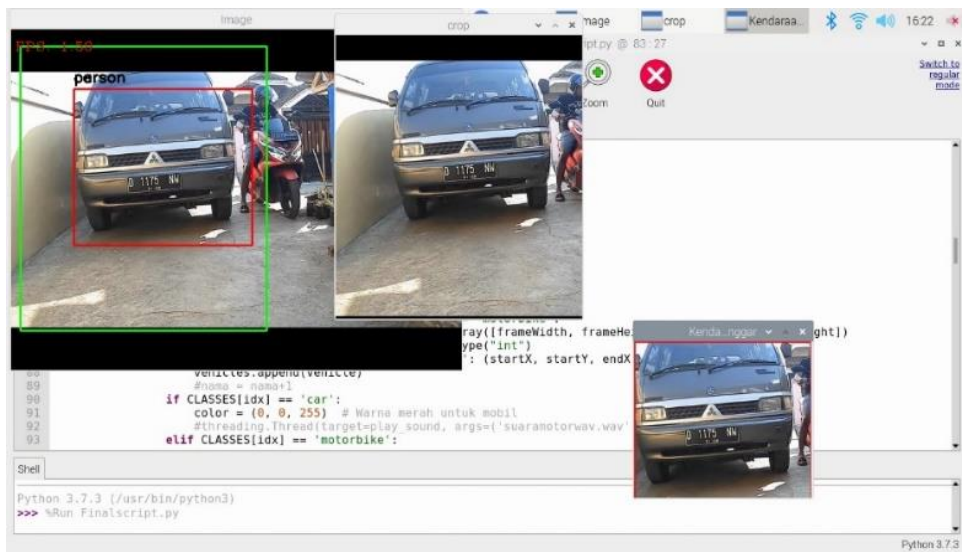 Image
FPS: 1.50
person
D 1175 NW
crop
D 1175 NW
mage
crop
Kendaraa..
16:22
ript.py @ 83 : 27
Switch to
regular
mode
Zoom
Quit
ray([frameWidth, frameHe
ght])
ype("int")
': (startX, startY, endX
vehicles.append(vehicle)
89 #nama = nama+1
90 if CLASSES[idx] == 'car':
91 color = (0, 0, 255) # Warna merah untuk mobil
92 #threading.Thread(target=play_sound, args=('suaramotorwav.wav'
93 elif CLASSES[idx] == 'motorbike':
Kenda...nggar
D 1175 NW
Shell
Python 3.7.3 (/usr/bin/python3)
>>> %Run Finalscript.py
Python 3.7.3